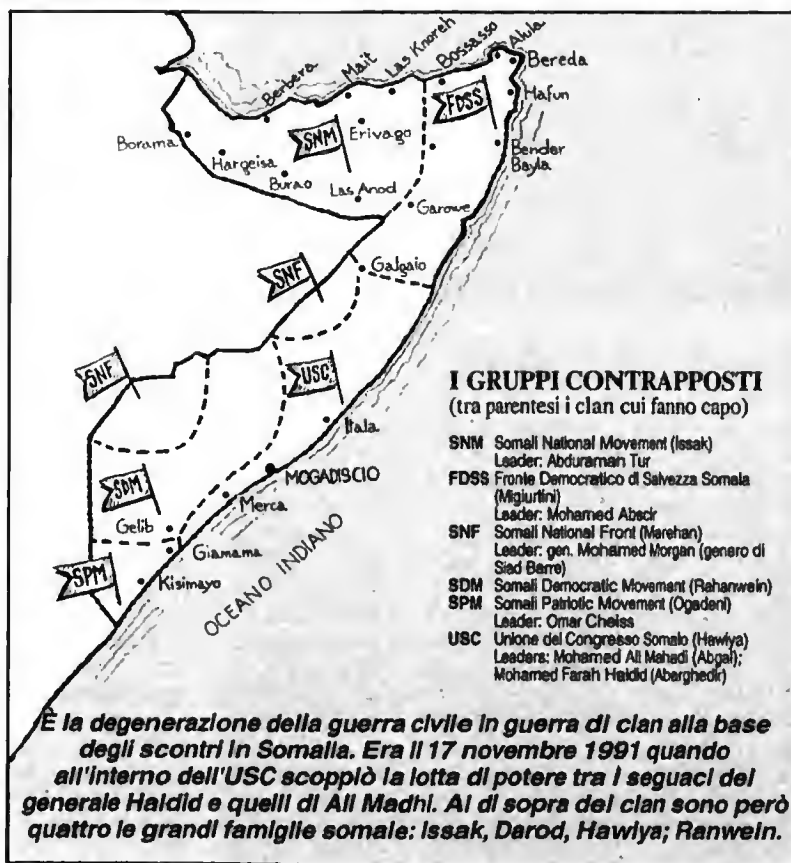 Berbera
Mait
Las Knoreh
Bossasso
Alula
Bereda
Hafun
FDSS
SNM
Erivago
Borama
Hargeisa
Burao
Las Anod
Bender
Bayla
Garowe
SNF
Galgaio
SNF
USC
Itala
SDM
MOGADISCIO
Merca
Gelib
Giamama
SPM
Kisimayo
OCEANO INDIANO
I GRUPPI CONTRAPPOSTI
(tra parentesi i clan cui fanno capo)
SNM Somali National Movement (Issak)
Leader: Abduraman Tur
FDSS Fronte Democratico di Salvezza Somala
(Migiurtini)
Leader: Mohamed Abscir
SNF Somali National Front (Marehan)
Leader: gen. Mohamed Morgan (genero di
Siad Barre)
SDM Somali Democratic Movement (Rahanwein)
SPM Somali Patriotic Movement (Ogadeni)
Leader: Omar Cheiss
USC Unione del Congresso Somalo (Hawiya)
Leaders: Mohamed Ali Mahadi (Abgal);
Mohamed Farah Haidid (Aberghedir)
È la degenerazione della guerra civile in guerra di clan alla base
degli scontri in Somalia. Era il 17 novembre 1991 quando
all'interno dell'USC scoppiò la lotta di potere tra i seguaci del
generale Haidid e quelli di Ali Madhi. Al di sopra dei clan sono però
quattro le grandi famiglie somale: Issak, Darod, Hawiya; Ranwein.